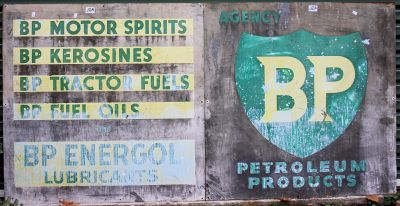 BP MOTOR SPIRITS
BP KEROSINES
BP TRACTOR FUELS
BP FUEL OILS
BP ENERGOL
LUBRICANTS
AGENCY
BP
PETROLEUM
PRODUCTS